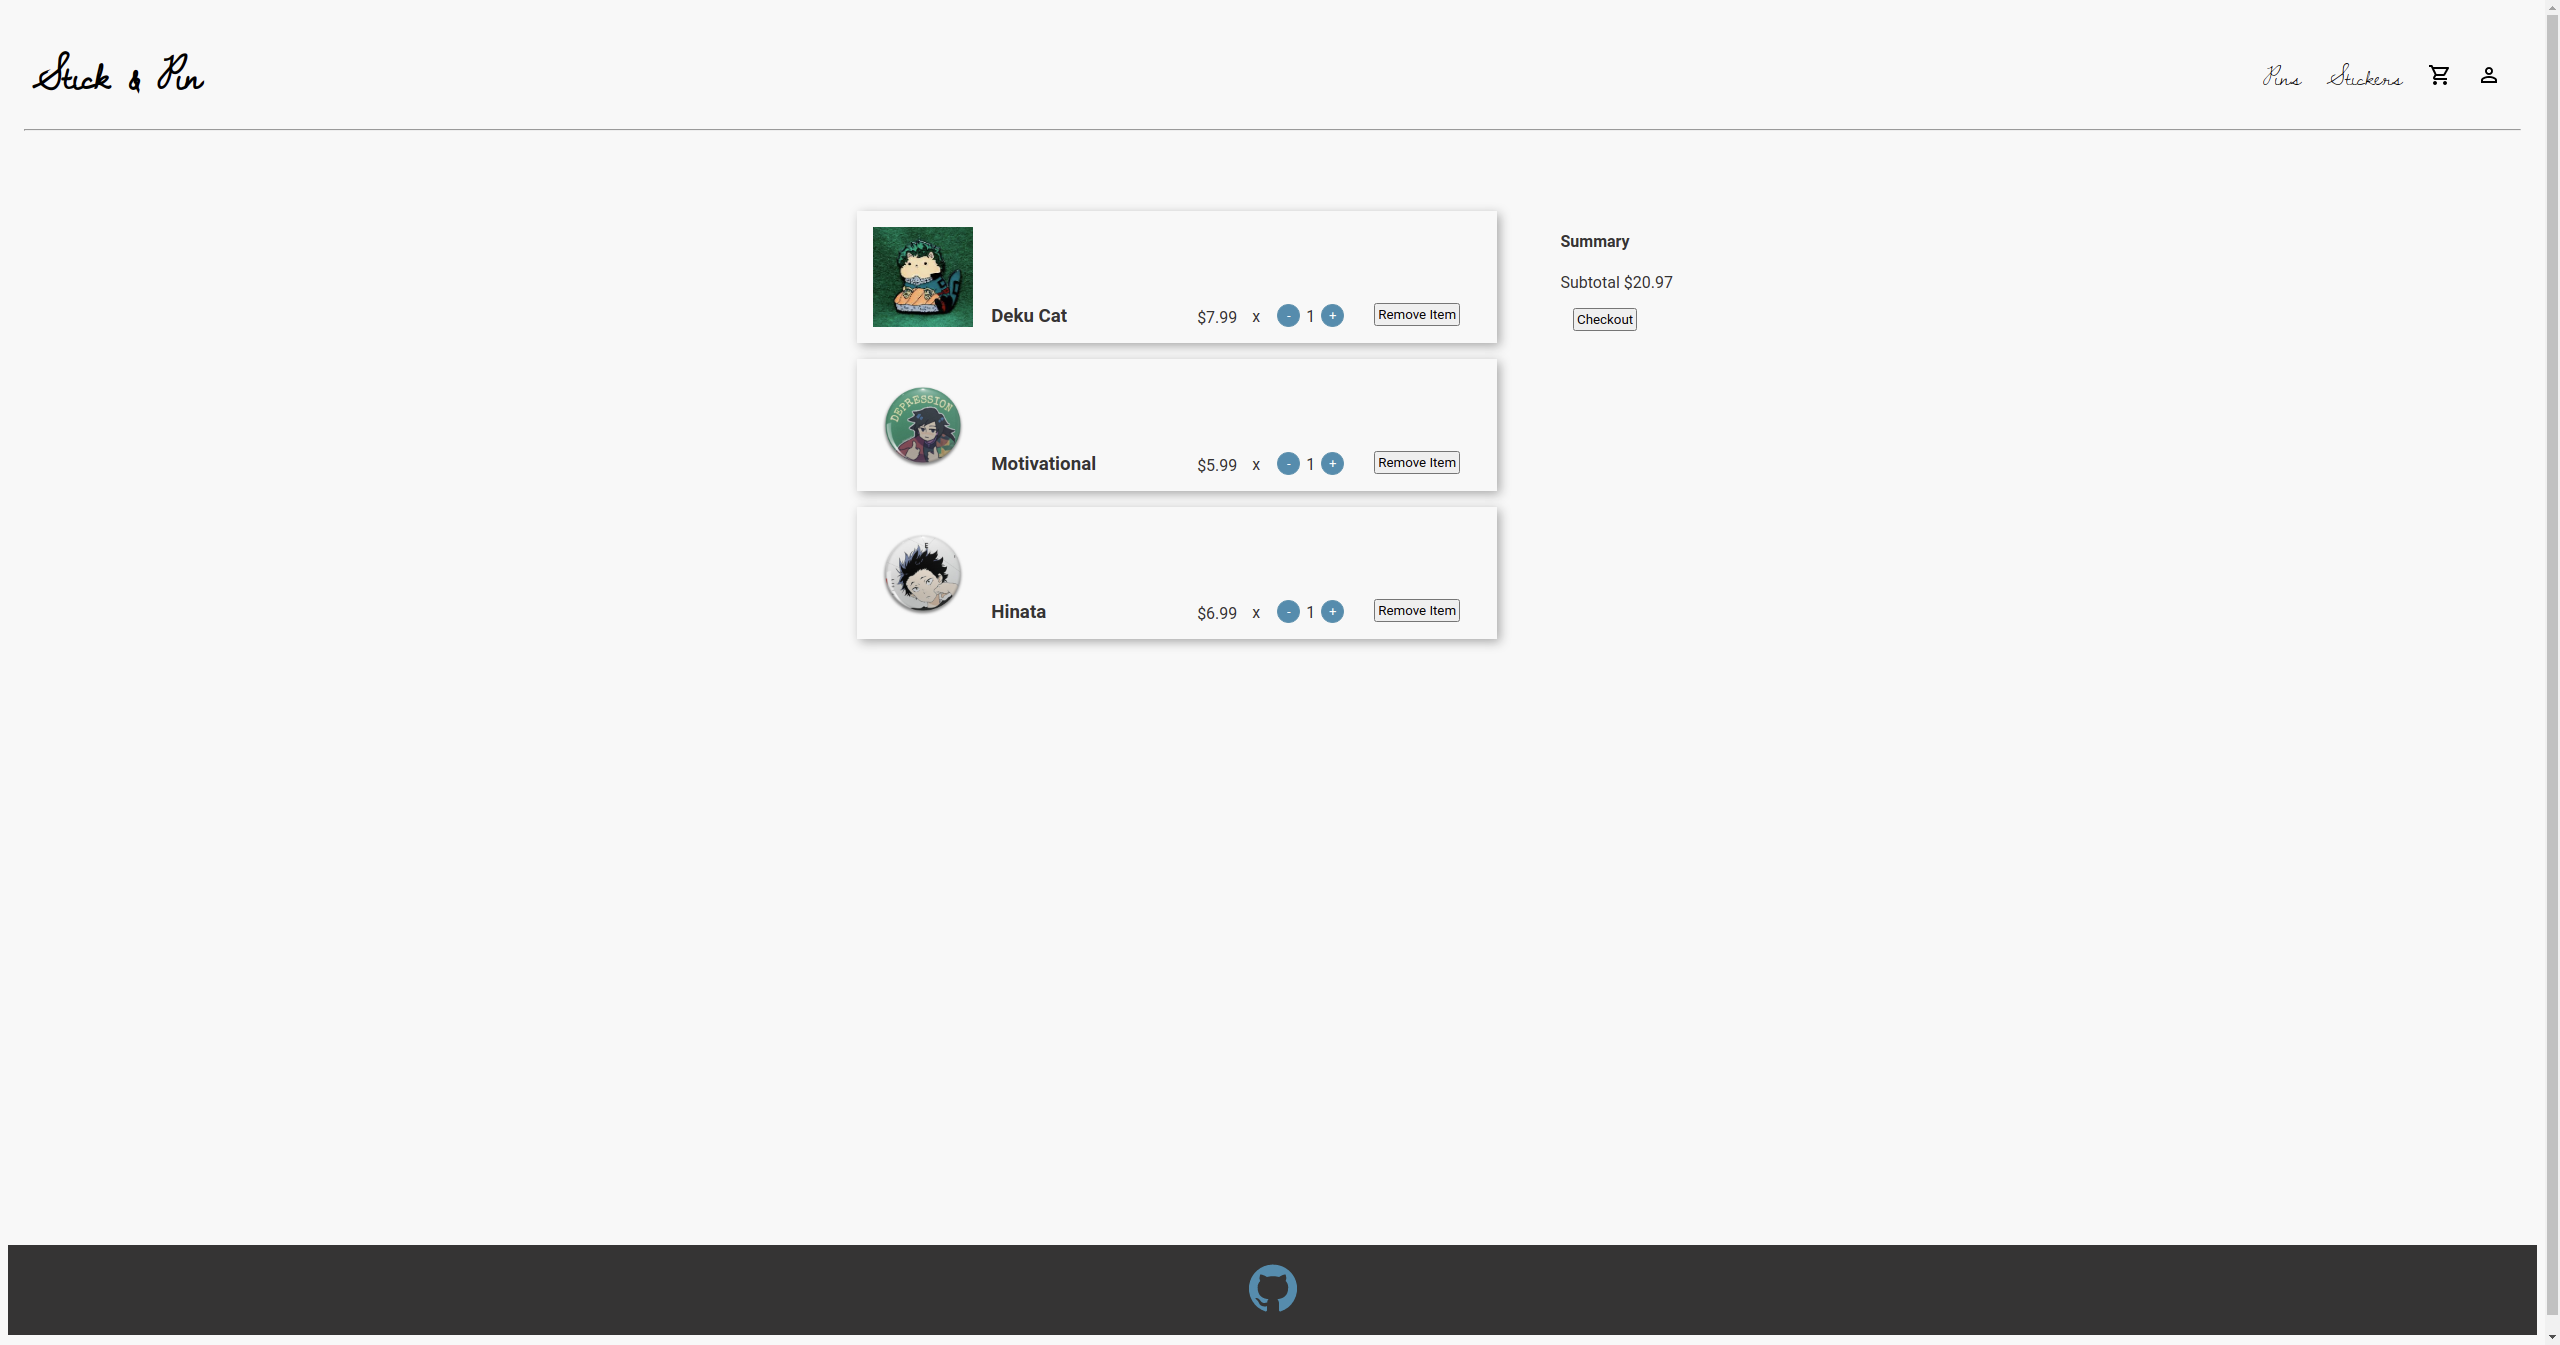 Stick & Pin
Pins Stickers
Deku Cat $7.99 x - 1 + Remove Item
DEPRESSION
Motivational $5.99 x - 1 + Remove Item
Hinata $6.99 x - 1 + Remove Item
Summary
Subtotal $20.97
Checkout